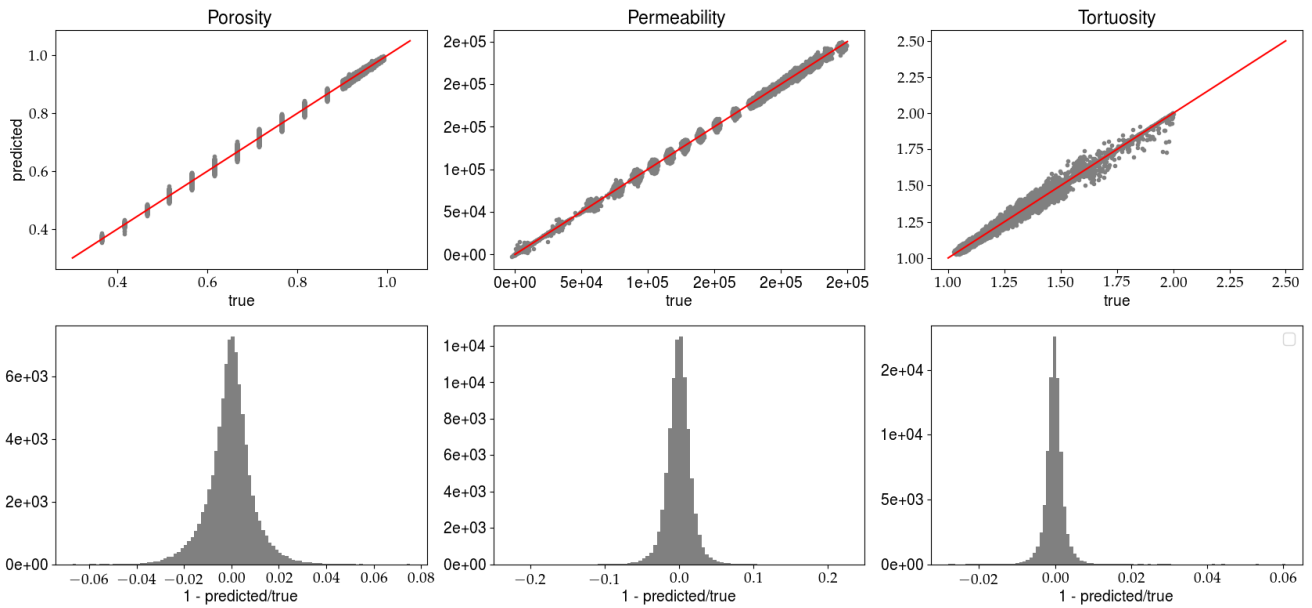 Porosity
Permeability
Tortuosity
predicted
1.0
0.8
0.6
0.4
0.4
0.6
0.8
1.0
true
2e+05
2e+05
2e+05
1e+05
5e+04
0e+00
0e+00
5e+04
1e+05
2e+05
2e+05
2e+05
true
2.50
2.25
2.00
1.75
1.50
1.25
1.00
1.00
1.25
1.50
1.75
2.00
2.25
2.50
true
6e+03
4e+03
2e+03
0e+00
−0.06
−0.04
−0.02
0.00
0.02
0.04
0.06
0.08
1 - predicted/true
1e+04
1e+04
8e+03
6e+03
4e+03
2e+03
0e+00
−0.2
−0.1
0.0
0.1
0.2
1 - predicted/true
2e+04
1e+04
5e+03
0e+00
−0.02
0.00
0.02
0.04
0.06
1 - predicted/true